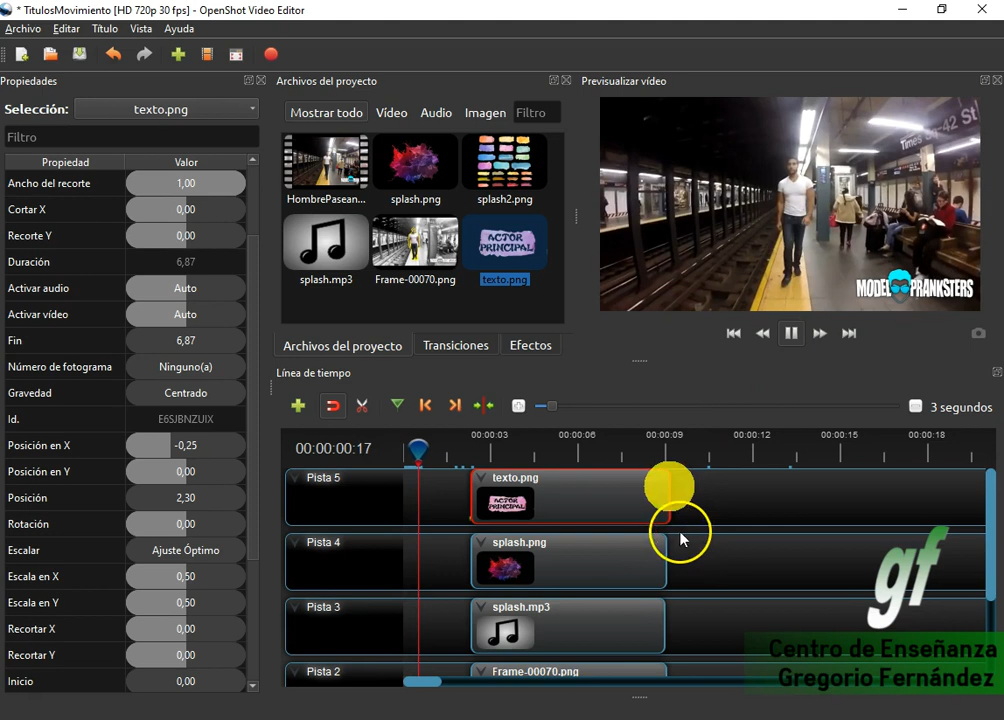 * TitulosMovimiento [HD 720p 30 fps] - OpenShot Video Editor
Archivo Editar Título Vista Ayuda
Propiedades
Selección: texto.png
Filtro
Propiedad Valor
Ancho del recorte 1,00
Cortar X 0,00
Recorte Y 0,00
Duración 6,87
Activar audio Auto
Activar vídeo Auto
Fin 6,87
Número de fotograma Ninguno(a)
Gravedad Centrado
Id. E6SJBNZUIX
Posición en X -0,25
Posición en Y 0,00
Posición 2,30
Rotación 0,00
Escalar Ajuste Óptimo
Escala en X 0,50
Escala en Y 0,50
Recortar X 0,00
Recortar Y 0,00
Inicio 0,00
Archivos del proyecto
Mostrar todo Vídeo Audio Imagen Filtro
HombrePasean... splash.png splash2.png
ACTOR
PRINCIPAL
splash.mp3 Frame-00070.png texto.png
Archivos del proyecto Transiciones Efectos
Previsualizar vídeo
Times Sq-42 St
MODEL PRANKSTERS
Línea de tiempo
3 segundos
00:00:00:17
00:00:03 00:00:06 00:00:09 00:00:12 00:00:15 00:00:18
Pista 5 texto.png
ACTOR
PRINCIPAL
Pista 4 splash.png
Pista 3 splash.mp3
Pista 2 Frame-00070.png
gf
Centro de Enseñanza
Gregorio Fernández